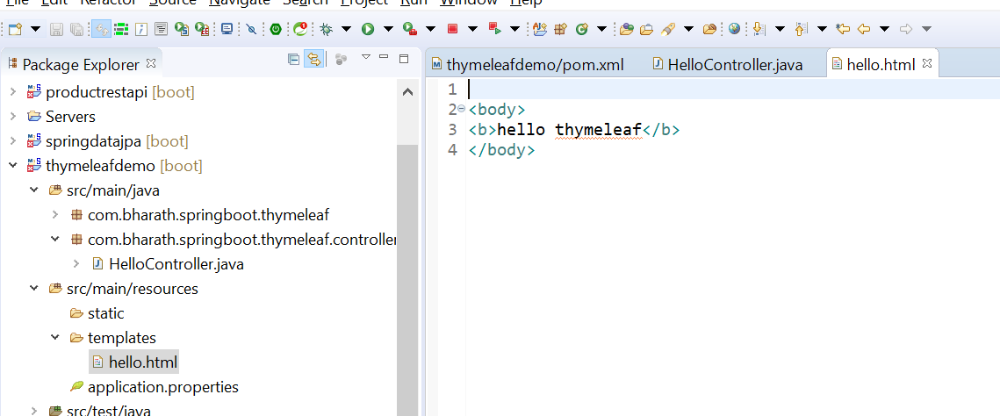 File Edit Refactor Source Navigate Search Project Run Window Help
Package Explorer
productrestapi [boot]
Servers
springdatajpa [boot]
thymeleafdemo [boot]
src/main/java
com.bharath.springboot.thymeleaf
com.bharath.springboot.thymeleaf.controller
HelloController.java
src/main/resources
static
templates
hello.html
application.properties
src/test/java
thymeleafdemo/pom.xml HelloController.java hello.html
1
2 <body>
3 <b>hello thymeleaf</b>
4 </body>